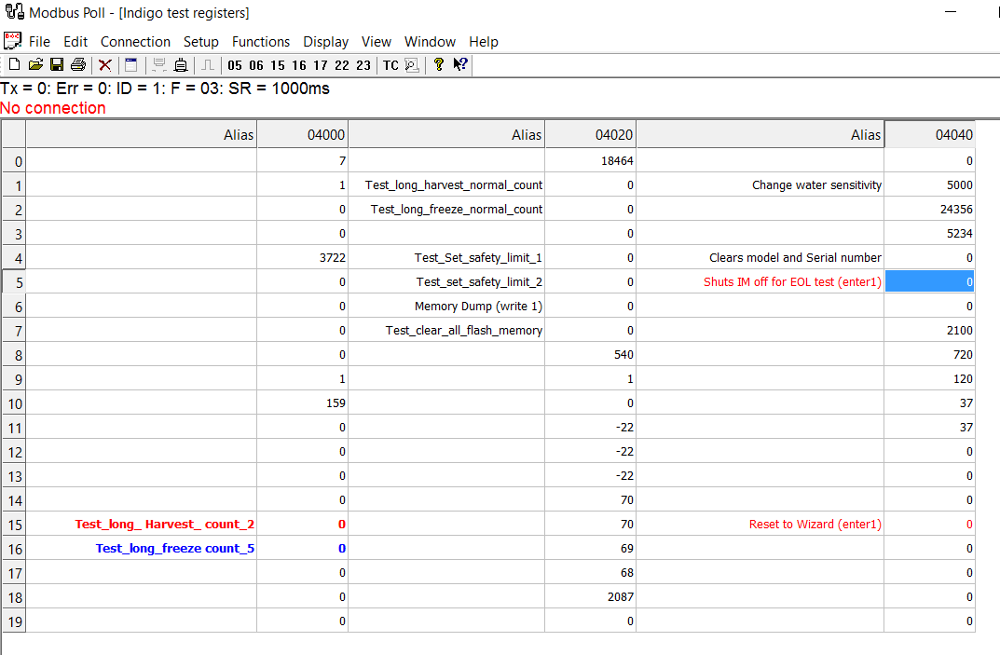 Modbus Poll - [Indigo test registers]
File Edit Connection Setup Functions Display View Window Help
05 06 15 16 17 22 23 TC
Tx = 0: Err = 0: ID = 1: F = 03: SR = 1000ms
No connection
Alias 04000 Alias 04020 Alias 04040
0 7 18464 0
1 1 Test_long_harvest_normal_count 0 Change water sensitivity 5000
2 0 Test_long_freeze_normal_count 0 24356
3 0 0 5234
4 3722 Test_Set_safety_limit_1 0 Clears model and Serial number 0
5 0 Test_set_safety_limit_2 0 Shuts IM off for EOL test (enter1) 0
6 0 Memory Dump (write 1) 0 0
7 0 Test_clear_all_flash_memory 0 2100
8 0 540 720
9 1 1 120
10 159 0 37
11 0 -22 37
12 0 -22 0
13 0 -22 0
14 0 70 0
15 Test_long_ Harvest_ count_2 0 70 Reset to Wizard (enter1) 0
16 Test_long_freeze count_5 0 69 0
17 0 68 0
18 0 2087 0
19 0 0 0